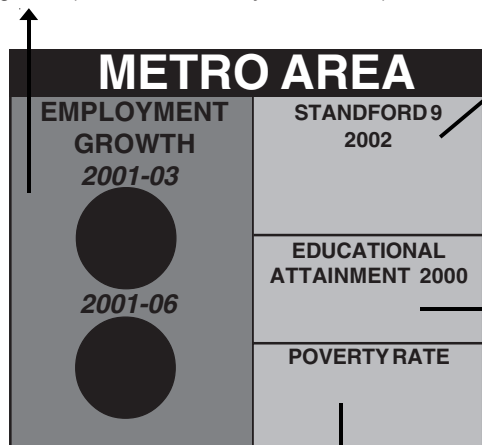 METRO AREA
EMPLOYMENT
GROWTH
2001-03
2001-06
STANDFORD 9
2002
EDUCATIONAL
ATTAINMENT 2000
POVERTY RATE